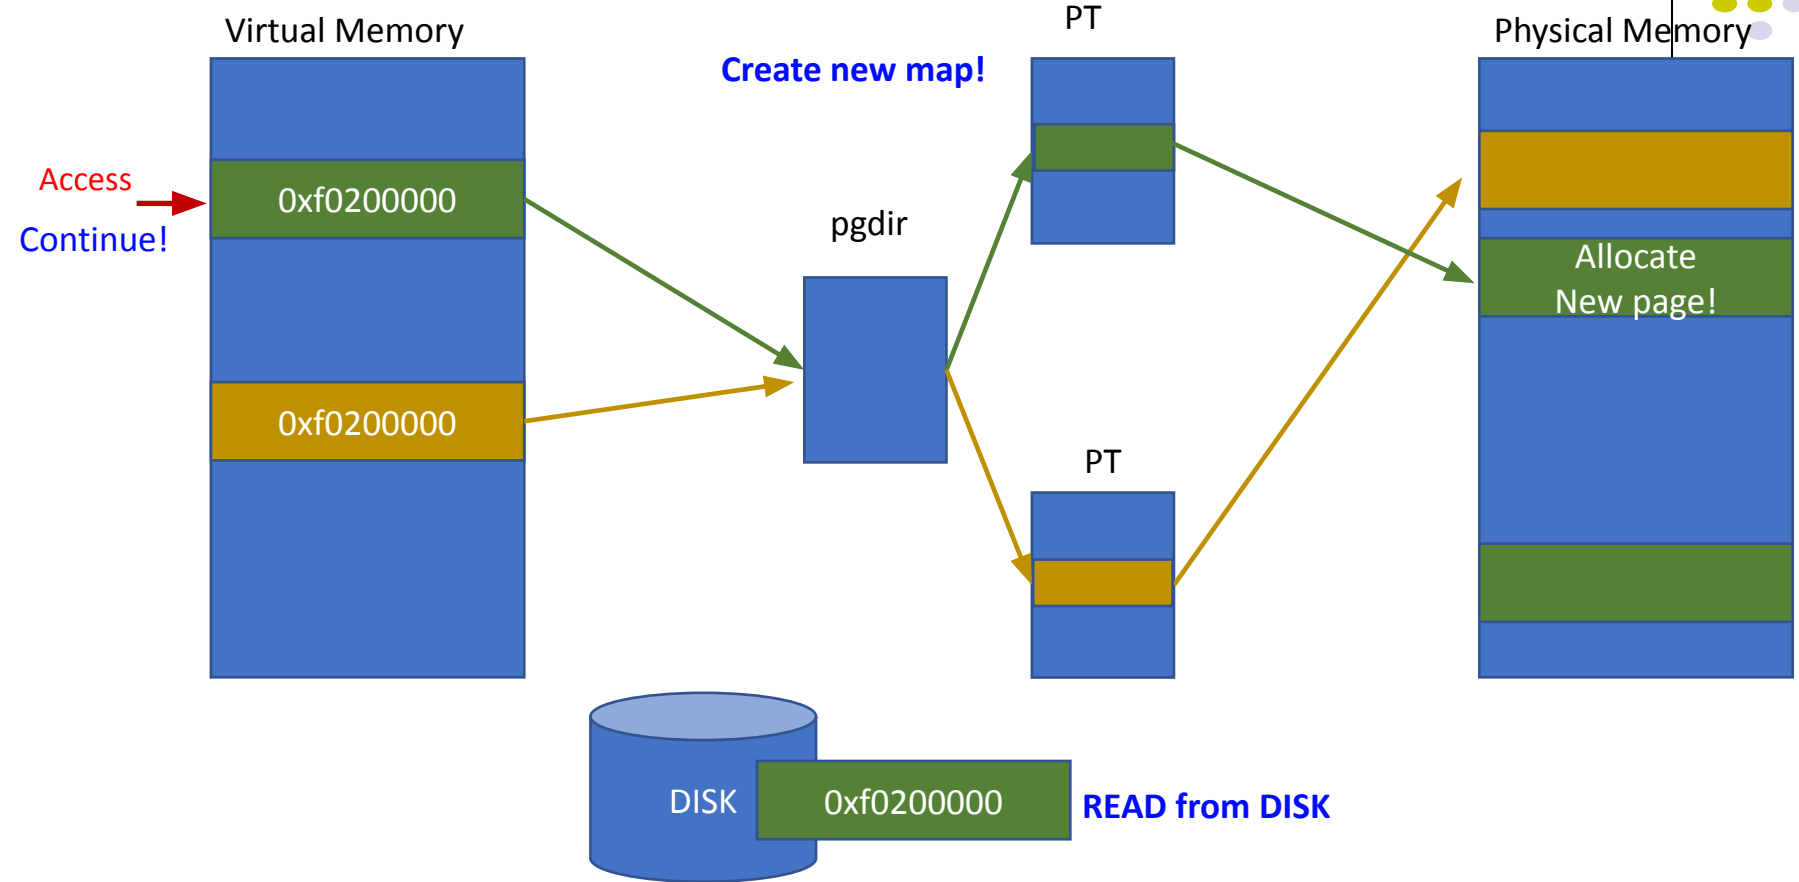 Virtual Memory
PT
Physical Memory
Create new map!
Access
0xf0200000
Continue!
pgdir
Allocate
New page!
0xf0200000
PT
DISK
0xf0200000
READ from DISK